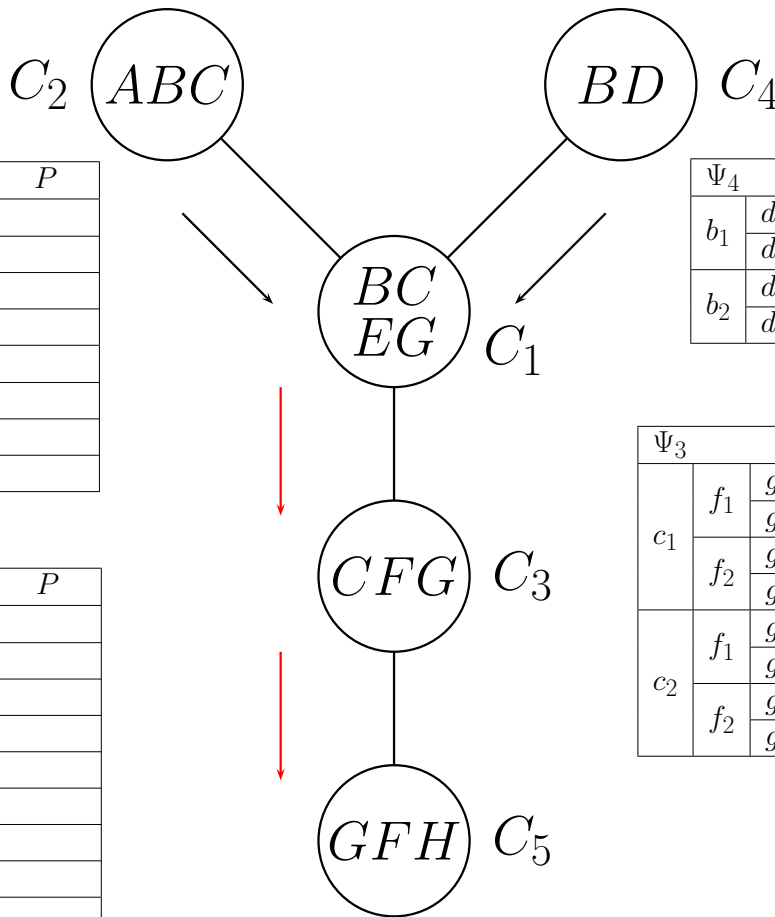 C₂
ABC
BD
C₄
P
Ψ₄
b₁
d
d
b₂
d
d
BC
EG
C₁
Ψ₃
c₁
f₁
g
g
f₂
g
g
c₂
f₁
g
g
f₂
g
g
P
CFG
C₃
GFH
C₅